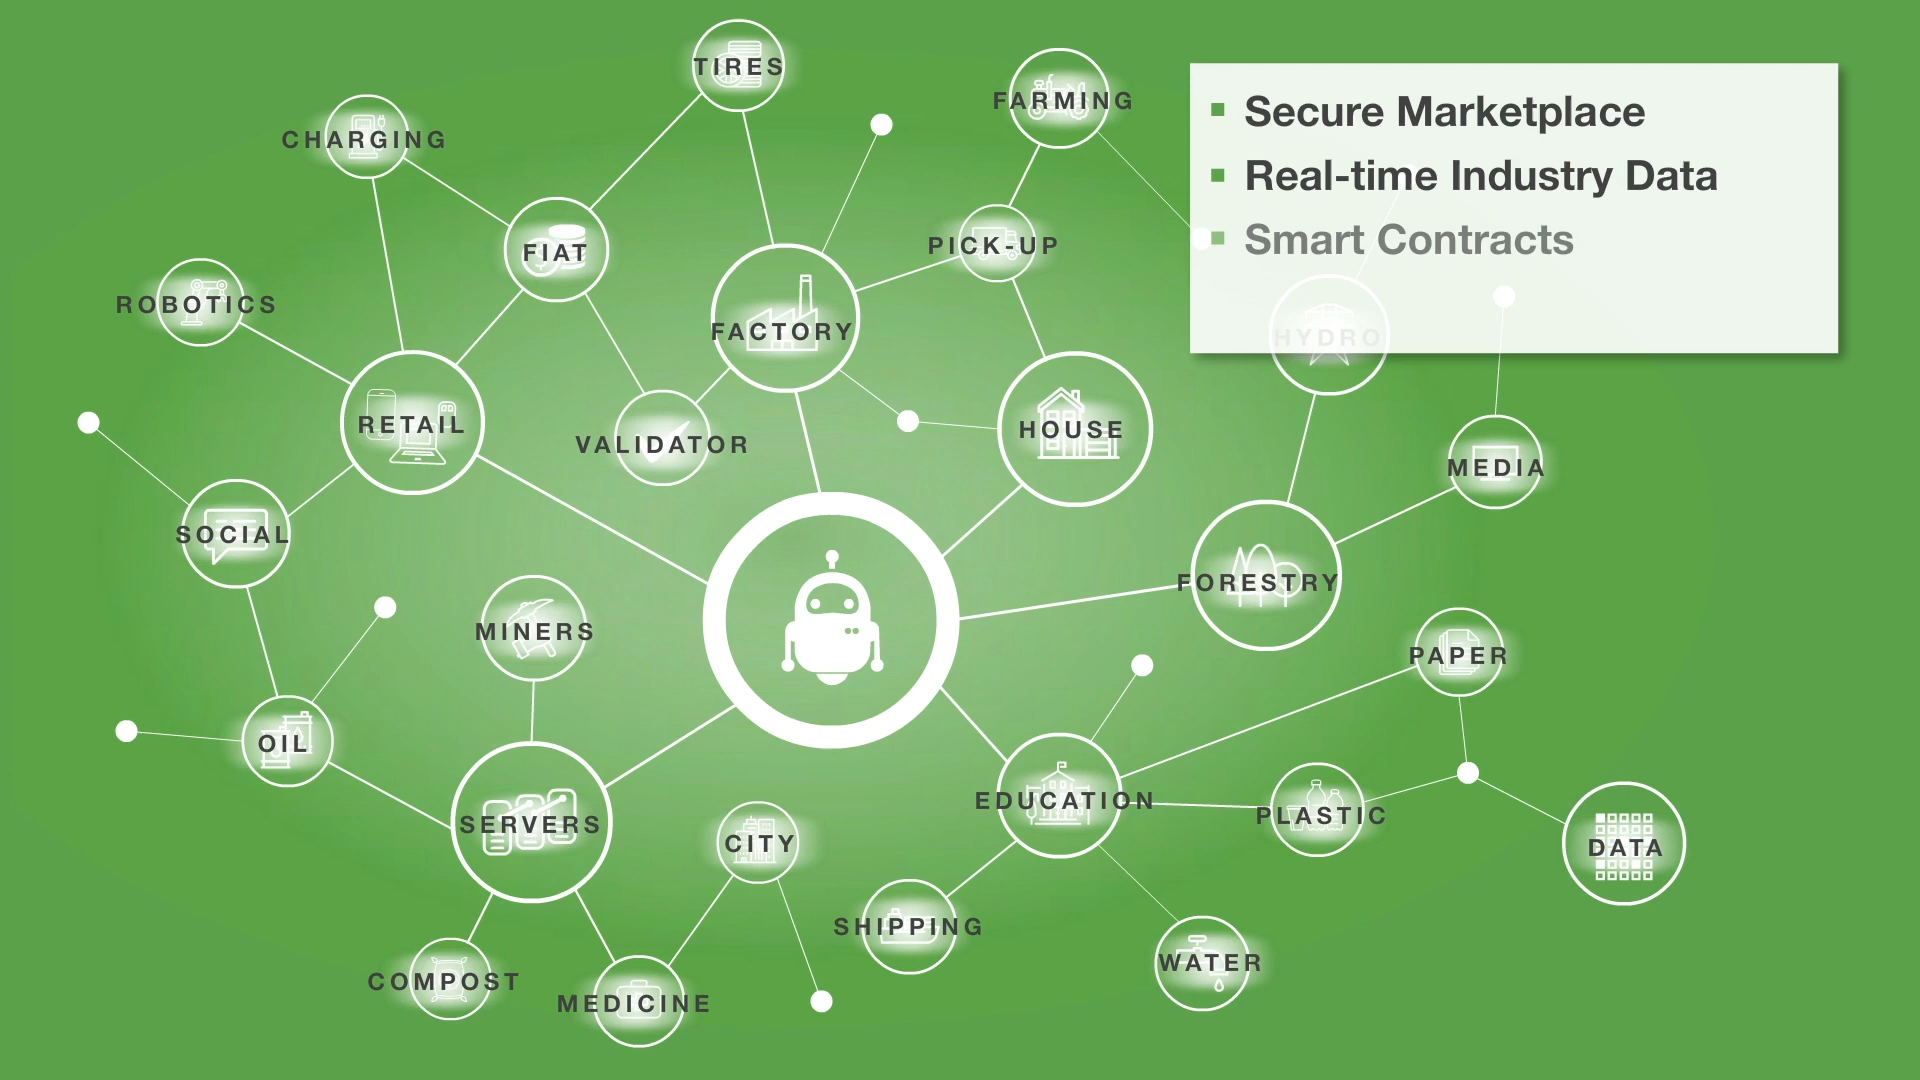 TIRES
FARMING
Secure Marketplace
CHARGING
Real-time Industry Data
FIAT
PICK-UP
Smart Contracts
ROBOTICS
FACTORY
HYDRO
RETAIL
VALIDATOR
HOUSE
MEDIA
SOCIAL
FORESTRY
MINERS
PAPER
OIL
EDUCATION
PLASTIC
SERVERS
CITY
DATA
SHIPPING
WATER
COMPOST
MEDICINE